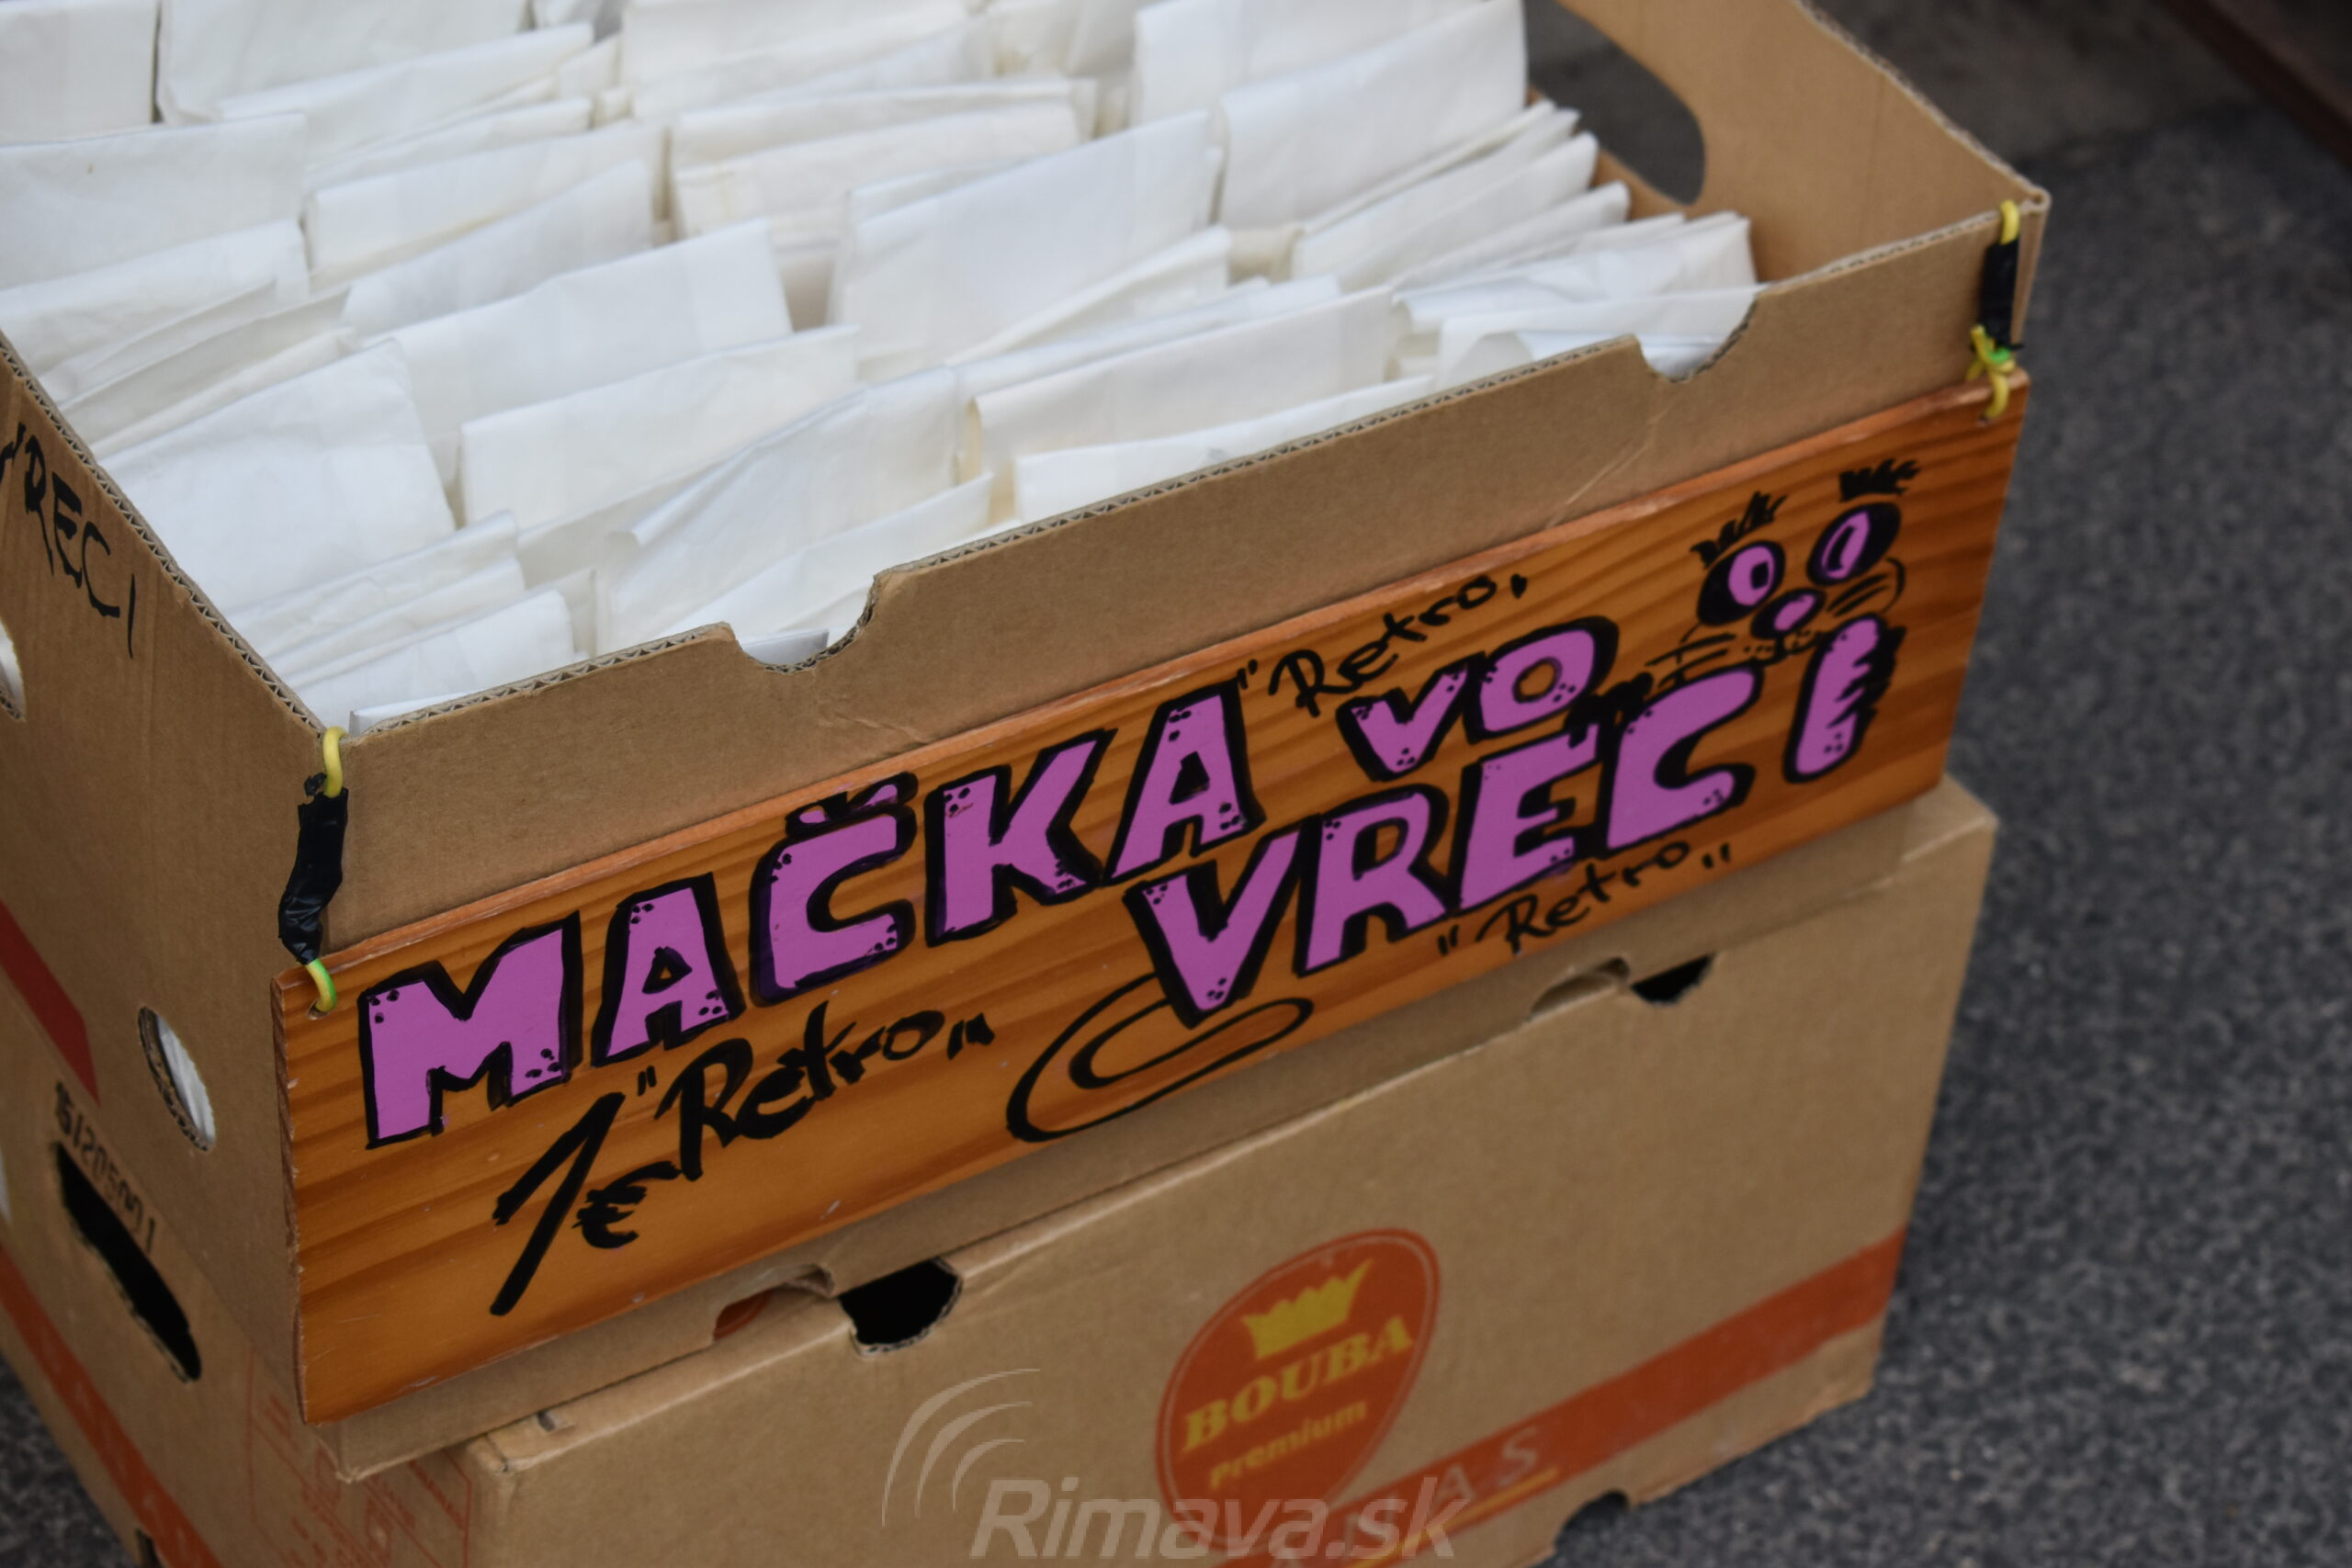 VRECI
"Retro"
MAČKA VO
VRECI
"Retro"
"Retro"
1€
BOUBA
Premium
Rimava.sk